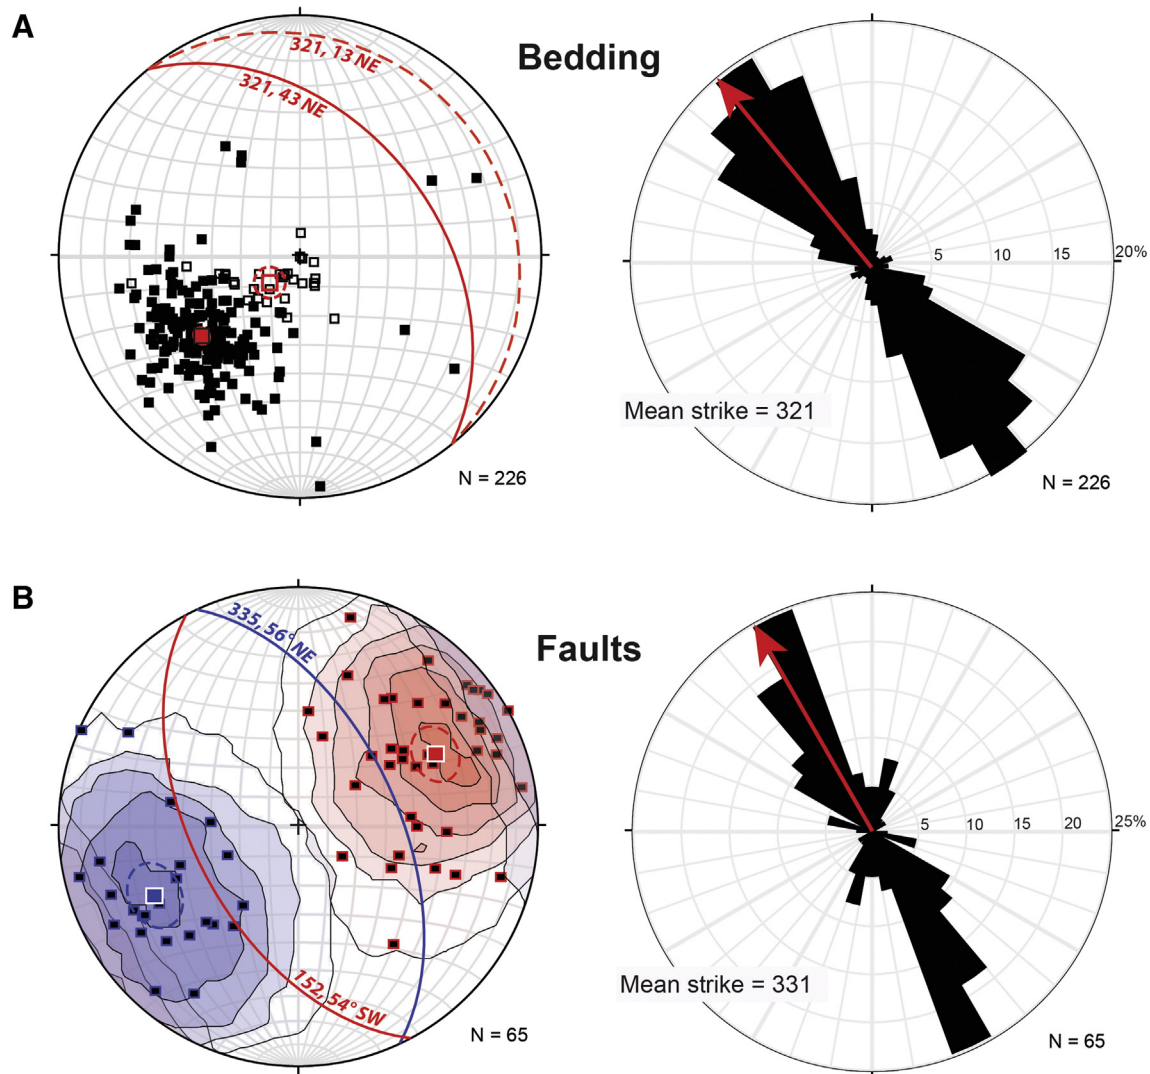 A
Bedding
321, 13 NE
321, 43 NE
5
10
15
20%
Mean strike = 321
N = 226
N = 226
B
Faults
335, 56° NE
152, 54° SW
5
10
15
20
25%
Mean strike = 331
N = 65
N = 65